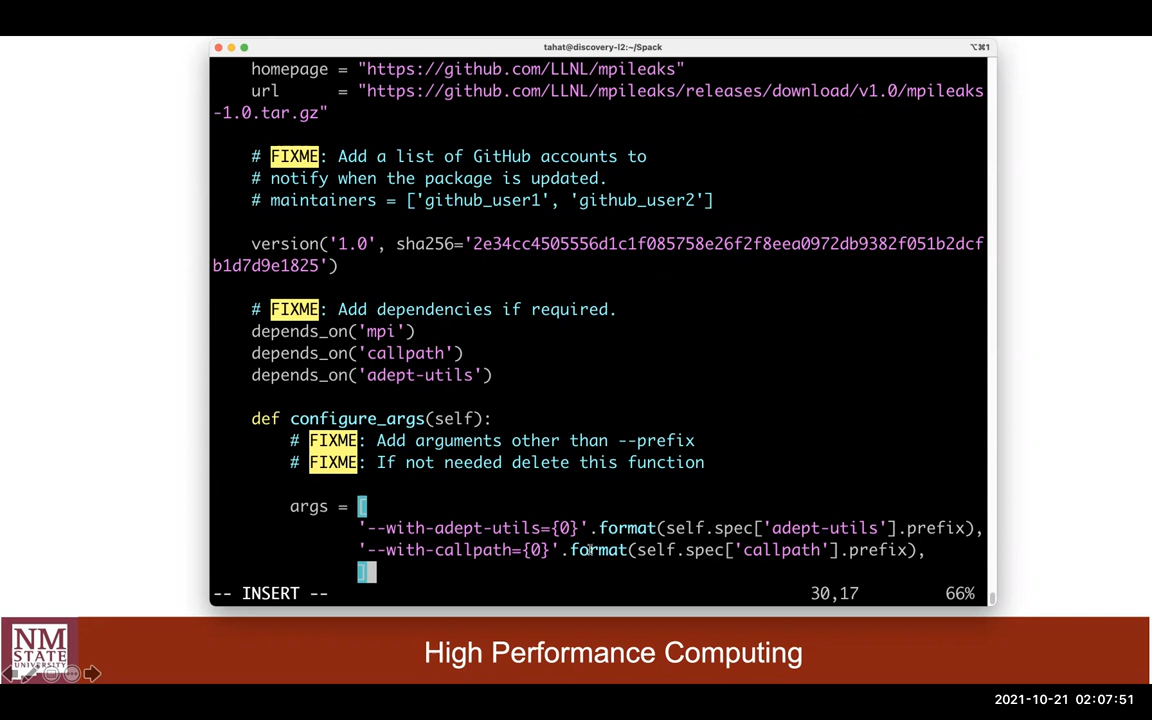 tahat@discovery-l2:~/Spack
⌥⌘1
homepage = "https://github.com/LLNL/mpileaks"
url      = "https://github.com/LLNL/mpileaks/releases/download/v1.0/mpileaks
-1.0.tar.gz"
# FIXME: Add a list of GitHub accounts to
# notify when the package is updated.
# maintainers = ['github_user1', 'github_user2']
version('1.0', sha256='2e34cc4505556d1c1f085758e26f2f8eea0972db9382f051b2dcf
b1d7d9e1825')
# FIXME: Add dependencies if required.
depends_on('mpi')
depends_on('callpath')
depends_on('adept-utils')
def configure_args(self):
# FIXME: Add arguments other than --prefix
# FIXME: If not needed delete this function
args = [
'--with-adept-utils={0}'.format(self.spec['adept-utils'].prefix),
'--with-callpath={0}'.format(self.spec['callpath'].prefix),
]
-- INSERT -- 30,17 66%
NM
STATE
UNIVERSITY
High Performance Computing
2021-10-21 02:07:51